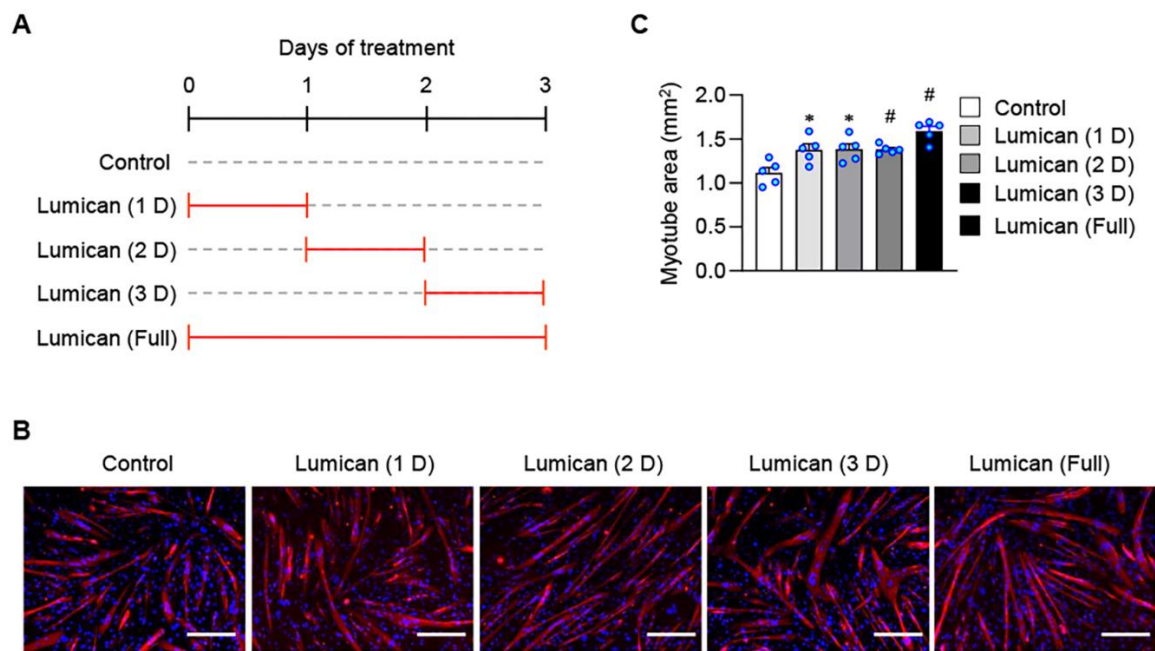 A
Days of treatment
0 1 2 3
Control
Lumican (1 D)
Lumican (2 D)
Lumican (3 D)
Lumican (Full)
C
Myotube area (mm²)
2.0
1.5
1.0
0.5
0.0
* * # #
Control
Lumican (1 D)
Lumican (2 D)
Lumican (3 D)
Lumican (Full)
B
Control Lumican (1 D) Lumican (2 D) Lumican (3 D) Lumican (Full)